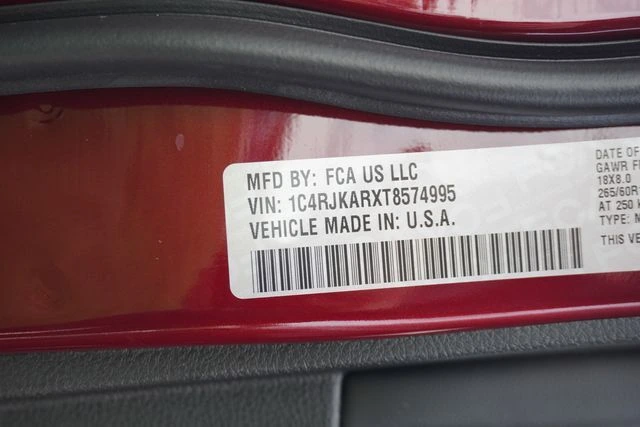 MFD BY: FCA US LLC
VIN: 1C4RJKARXT8574995
VEHICLE MADE IN: U.S.A.
DATE OF
GAWR F
18X8.0
265/60R
AT 250 K
TYPE: N
THIS VE